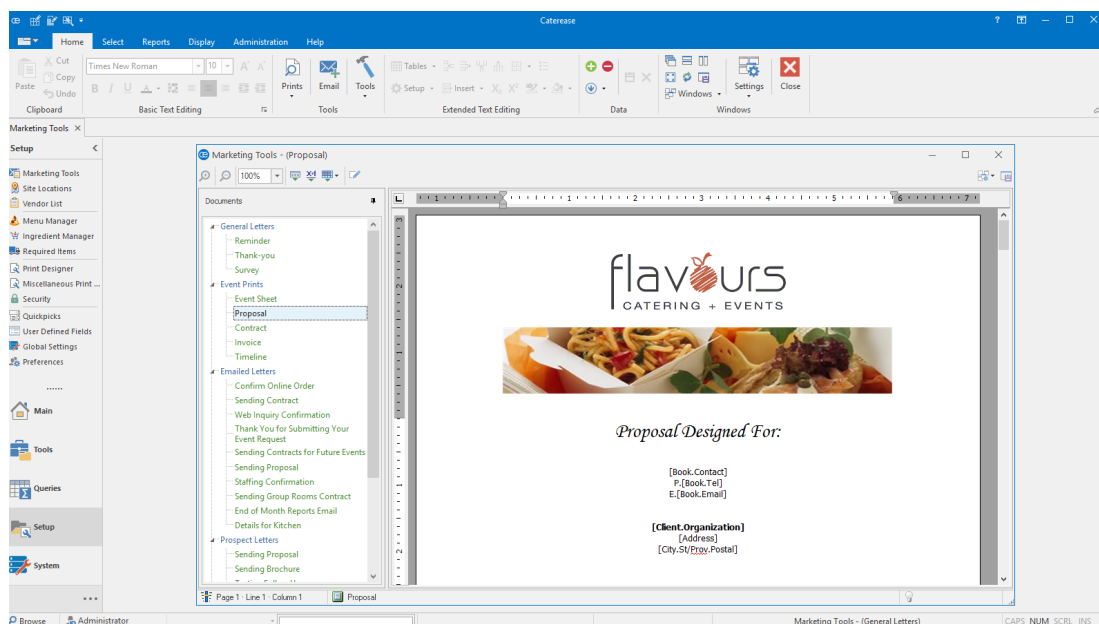 Caterease
Home Select Reports Display Administration Help
Cut
Copy
Undo
Paste
Times New Roman 10
Prints Email Tools
Tables
Setup Insert
Windows
Settings Close
Clipboard Basic Text Editing Tools Extended Text Editing Data Windows
Marketing Tools
Setup
Marketing Tools
Site Locations
Vendor List
Menu Manager
Ingredient Manager
Required Items
Print Designer
Miscellaneous Print ...
Security
Quickpicks
User Defined Fields
Global Settings
Preferences
Main
Tools
Queries
Setup
System
Marketing Tools - (Proposal)
100%
Documents
General Letters
Reminder
Thank-you
Survey
Event Prints
Event Sheet
Proposal
Contract
Invoice
Timeline
Emailed Letters
Confirm Online Order
Sending Contract
Web Inquiry Confirmation
Thank You for Submitting Your
Event Request
Sending Contracts for Future Events
Sending Proposal
Staffing Confirmation
Sending Group Rooms Contract
End of Month Reports Email
Details for Kitchen
Prospect Letters
Sending Proposal
Sending Brochure
1 1 2 3 4 5 6 7
flavours
CATERING + EVENTS
Proposal Designed For:
[Book.Contact]
P.[Book.Tel]
E.[Book.Email]
[Client.Organization]
[Address]
[City.St/Prov.Postal]
Page 1 · Line 1 · Column 1 Proposal
Browse Administrator Marketing Tools - (General Letters) CAPS NUM SCRL INS